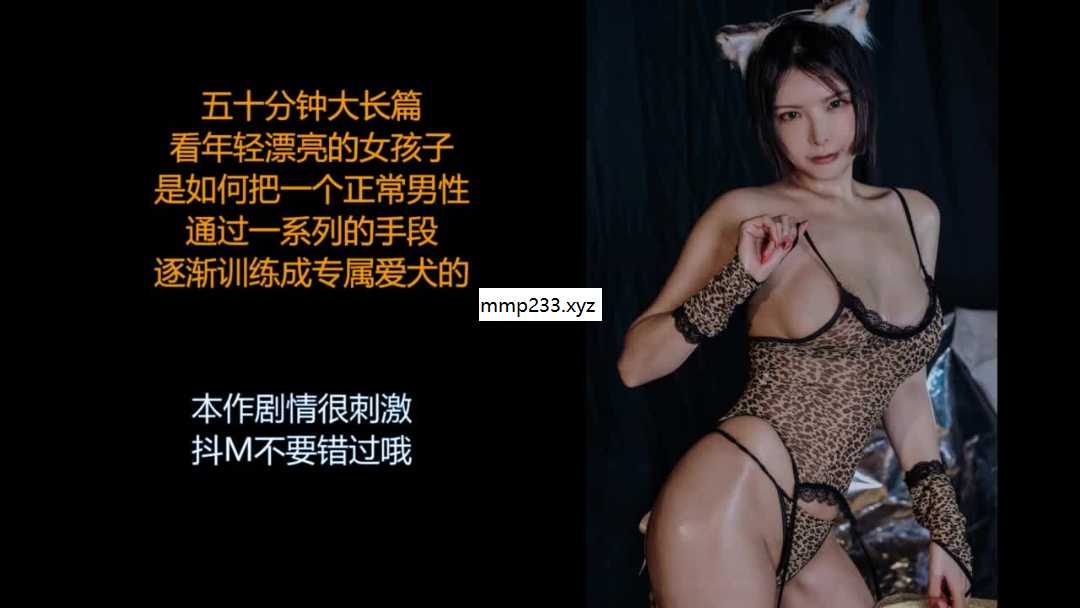 五十分钟大长篇
看年轻漂亮的女孩子
是如何把一个正常男性
通过一系列的手段
逐渐训练成专属爱犬的
mmp233.xyz
本作剧情很刺激
抖M不要错过哦